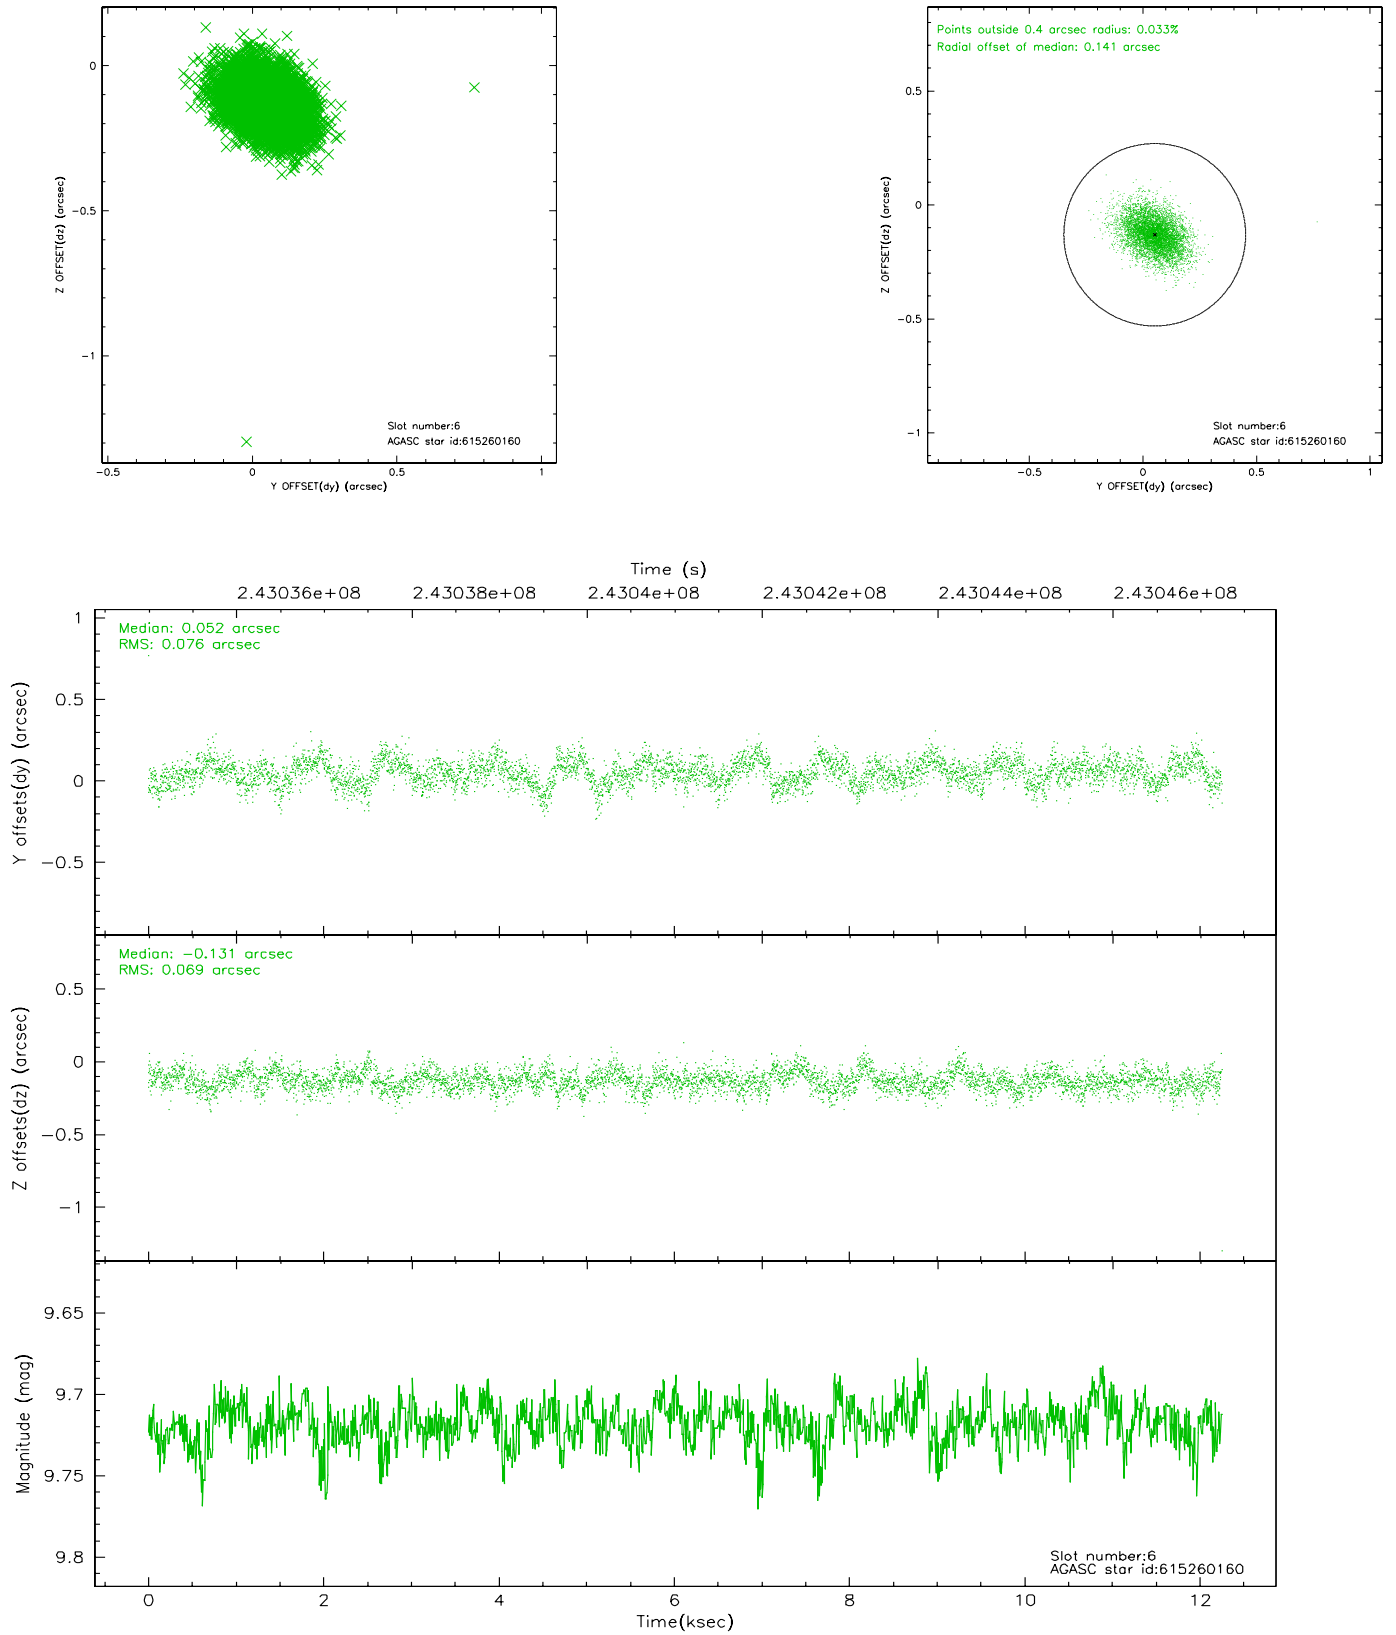 0
−0.5
−1
Z OFFSET(dz) (arcsec)
Slot number:6
AGASC star id:615260160
−0.5 0 0.5 1
Y OFFSET(dy) (arcsec)
Points outside 0.4 arcsec radius: 0.033%
Radial offset of median: 0.141 arcsec
0.5
0
−0.5
−1
Z OFFSET(dz) (arcsec)
Slot number:6
AGASC star id:615260160
−0.5 0 0.5 1
Y OFFSET(dy) (arcsec)
Time (s)
2.43036e+08 2.43038e+08 2.4304e+08 2.43042e+08 2.43044e+08 2.43046e+08
Median: 0.052 arcsec
RMS: 0.076 arcsec
1
0.5
0
−0.5
Y offsets(dy) (arcsec)
Median: −0.131 arcsec
RMS: 0.069 arcsec
0.5
0
−0.5
−1
Z offsets(dz) (arcsec)
9.65
9.7
9.75
9.8
Magnitude (mag)
Slot number:6
AGASC star id:615260160
0 2 4 6 8 10 12
Time(ksec)